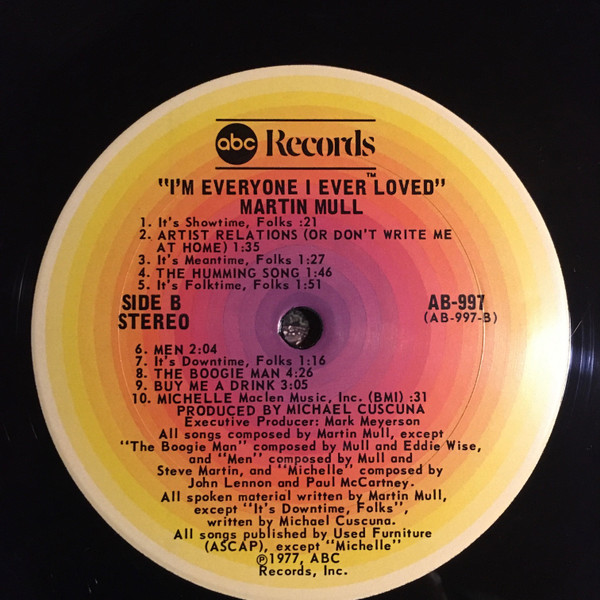 abc Records™
"I'M EVERYONE I EVER LOVED"
MARTIN MULL
1. It's Showtime, Folks :21
2. ARTIST RELATIONS (OR DON'T WRITE ME
AT HOME) 1:35
3. It's Meantime, Folks 1:27
4. THE HUMMING SONG 1:46
5. It's Folktime, Folks 1:51
SIDE B
STEREO
AB-997
(AB-997-B)
6. MEN 2:04
7. It's Downtime, Folks 1:16
8. THE BOOGIE MAN 4:26
9. BUY ME A DRINK 3:05
10. MICHELLE Maclen Music, Inc. (BMI) :31
PRODUCED BY MICHAEL CUSCUNA
Executive Producer: Mark Meyerson
All songs composed by Martin Mull, except
"The Boogie Man" composed by Mull and Eddie Wise,
and "Men" composed by Mull and
Steve Martin, and "Michelle" composed by
John Lennon and Paul McCartney.
All spoken material written by Martin Mull,
except "It's Downtime, Folks",
written by Michael Cuscuna.
All songs published by Used Furniture
(ASCAP), except "Michelle"
℗1977, ABC
Records, Inc.